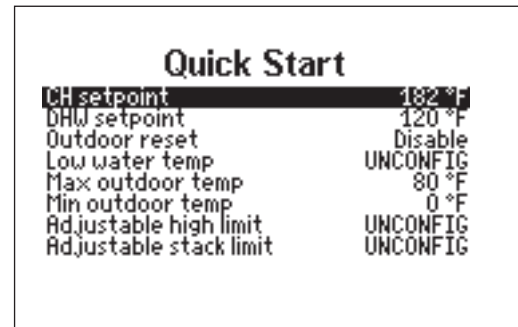 Quick Start
CH setpoint 182 °F
DHW setpoint 120 °F
Outdoor reset Disable
Low water temp UNCONFIG
Max outdoor temp 80 °F
Min outdoor temp 0 °F
Adjustable high limit UNCONFIG
Adjustable stack limit UNCONFIG